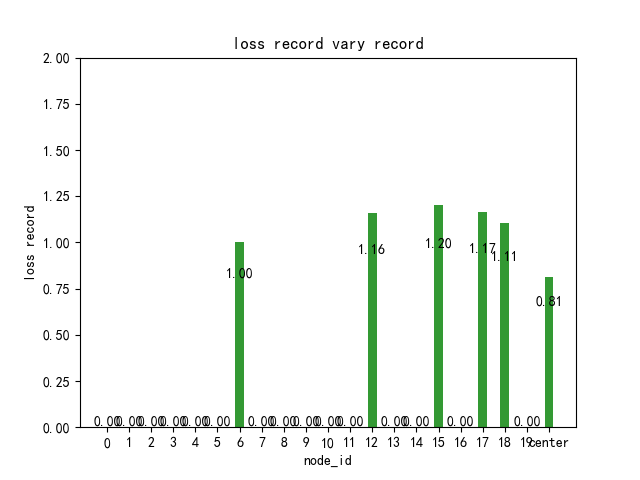 loss record vary record
2.00
1.75
1.50
1.25
1.00
0.75
0.50
0.25
0.00
loss record
0.00 0.00 0.00 0.00 0.00 0.00 1.00 0.00 0.00 0.00 0.00 0.00 1.16 0.00 0.00 1.20 0.00 1.17 1.11 0.00 0.81
0 1 2 3 4 5 6 7 8 9 10 11 12 13 14 15 16 17 18 19 center
node_id